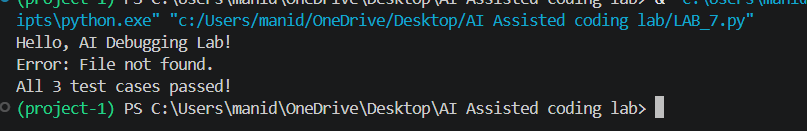 (project-1) PS C:\Users\manid\OneDrive\Desktop\AI Assisted coding lab> & "c:\Users\manid
ipts\python.exe" "c:/Users/manid/OneDrive/Desktop/AI Assisted coding lab/LAB_7.py"
Hello, AI Debugging Lab!
Error: File not found.
All 3 test cases passed!
(project-1) PS C:\Users\manid\OneDrive\Desktop\AI Assisted coding lab>